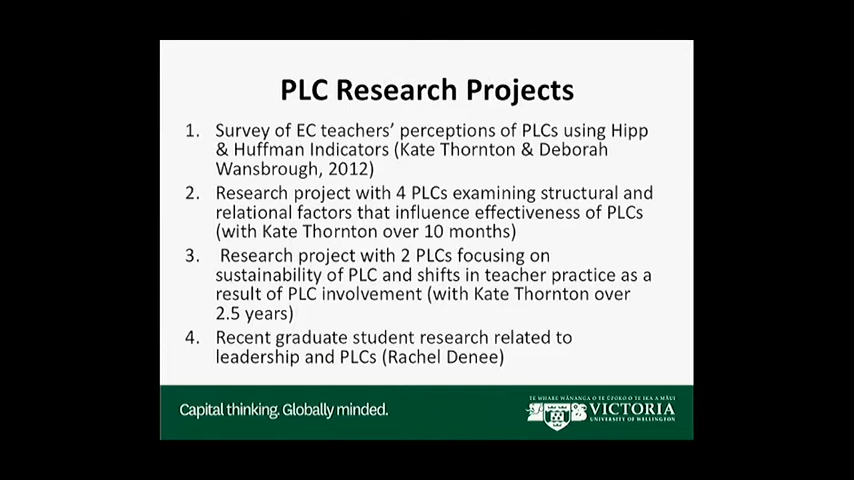 PLC Research Projects
1. Survey of EC teachers' perceptions of PLCs using Hipp
& Huffman Indicators (Kate Thornton & Deborah
Wansbrough, 2012)
2. Research project with 4 PLCs examining structural and
relational factors that influence effectiveness of PLCs
(with Kate Thornton over 10 months)
3. Research project with 2 PLCs focusing on
sustainability of PLC and shifts in teacher practice as a
result of PLC involvement (with Kate Thornton over
2.5 years)
4. Recent graduate student research related to
leadership and PLCs (Rachel Denee)
Capital thinking. Globally minded.
TE WHARE WĀNANGA O TE ŪPOKO O TE IKA A MĀUI
VICTORIA
UNIVERSITY OF WELLINGTON